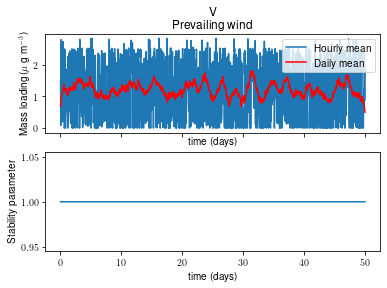 V
Prevailing wind
Mass loading (μ g m⁻³)
2
1
0
Hourly mean
Daily mean
time (days)
Stability parameter
1.05
1.00
0.95
0 10 20 30 40 50
time (days)